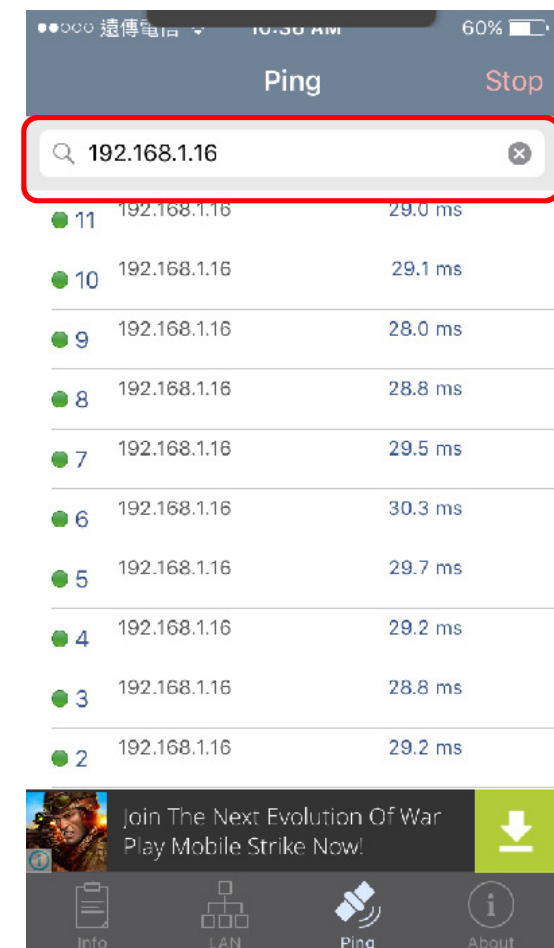 遠傳電信 10:36 AM 60%
Ping Stop
192.168.1.16
11 192.168.1.16 29.0 ms
10 192.168.1.16 29.1 ms
9 192.168.1.16 28.0 ms
8 192.168.1.16 28.8 ms
7 192.168.1.16 29.5 ms
6 192.168.1.16 30.3 ms
5 192.168.1.16 29.7 ms
4 192.168.1.16 29.2 ms
3 192.168.1.16 28.8 ms
2 192.168.1.16 29.2 ms
Join The Next Evolution Of War
Play Mobile Strike Now!
Info LAN Ping About